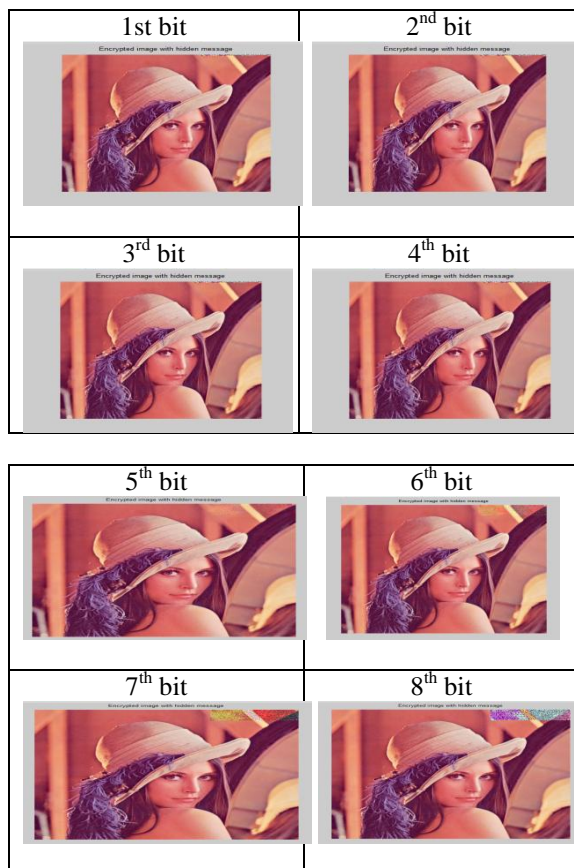 1st bit
2nd bit
Encrypted image with hidden message
Encrypted image with hidden message
3rd bit
4th bit
Encrypted image with hidden message
Encrypted image with hidden message
5th bit
6th bit
Encrypted image with hidden message
Encrypted image with hidden message
7th bit
8th bit
Encrypted image with hidden message
Encrypted image with hidden message